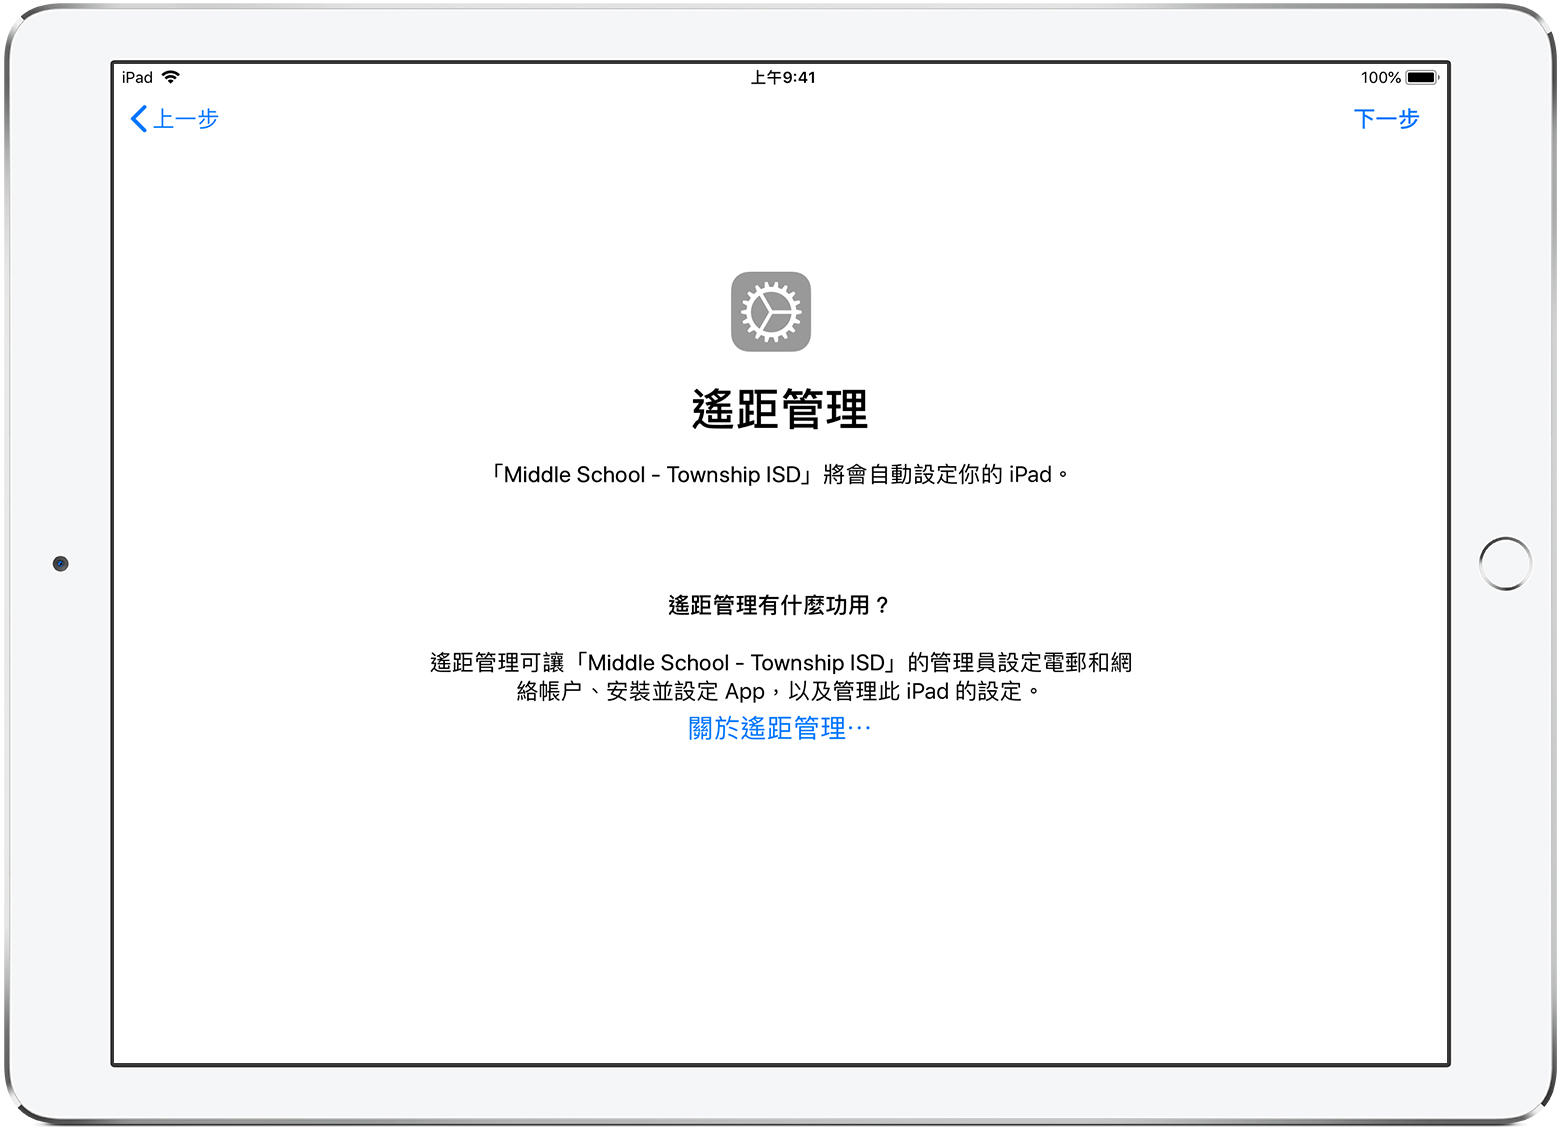 iPad 上午9:41 100%
上一步 下一步
遙距管理
「Middle School - Township ISD」將會自動設定你的 iPad。
遙距管理有什麼功用？
遙距管理可讓「Middle School - Township ISD」的管理員設定電郵和網
絡帳户、安裝並設定 App，以及管理此 iPad 的設定。
關於遙距管理⋯